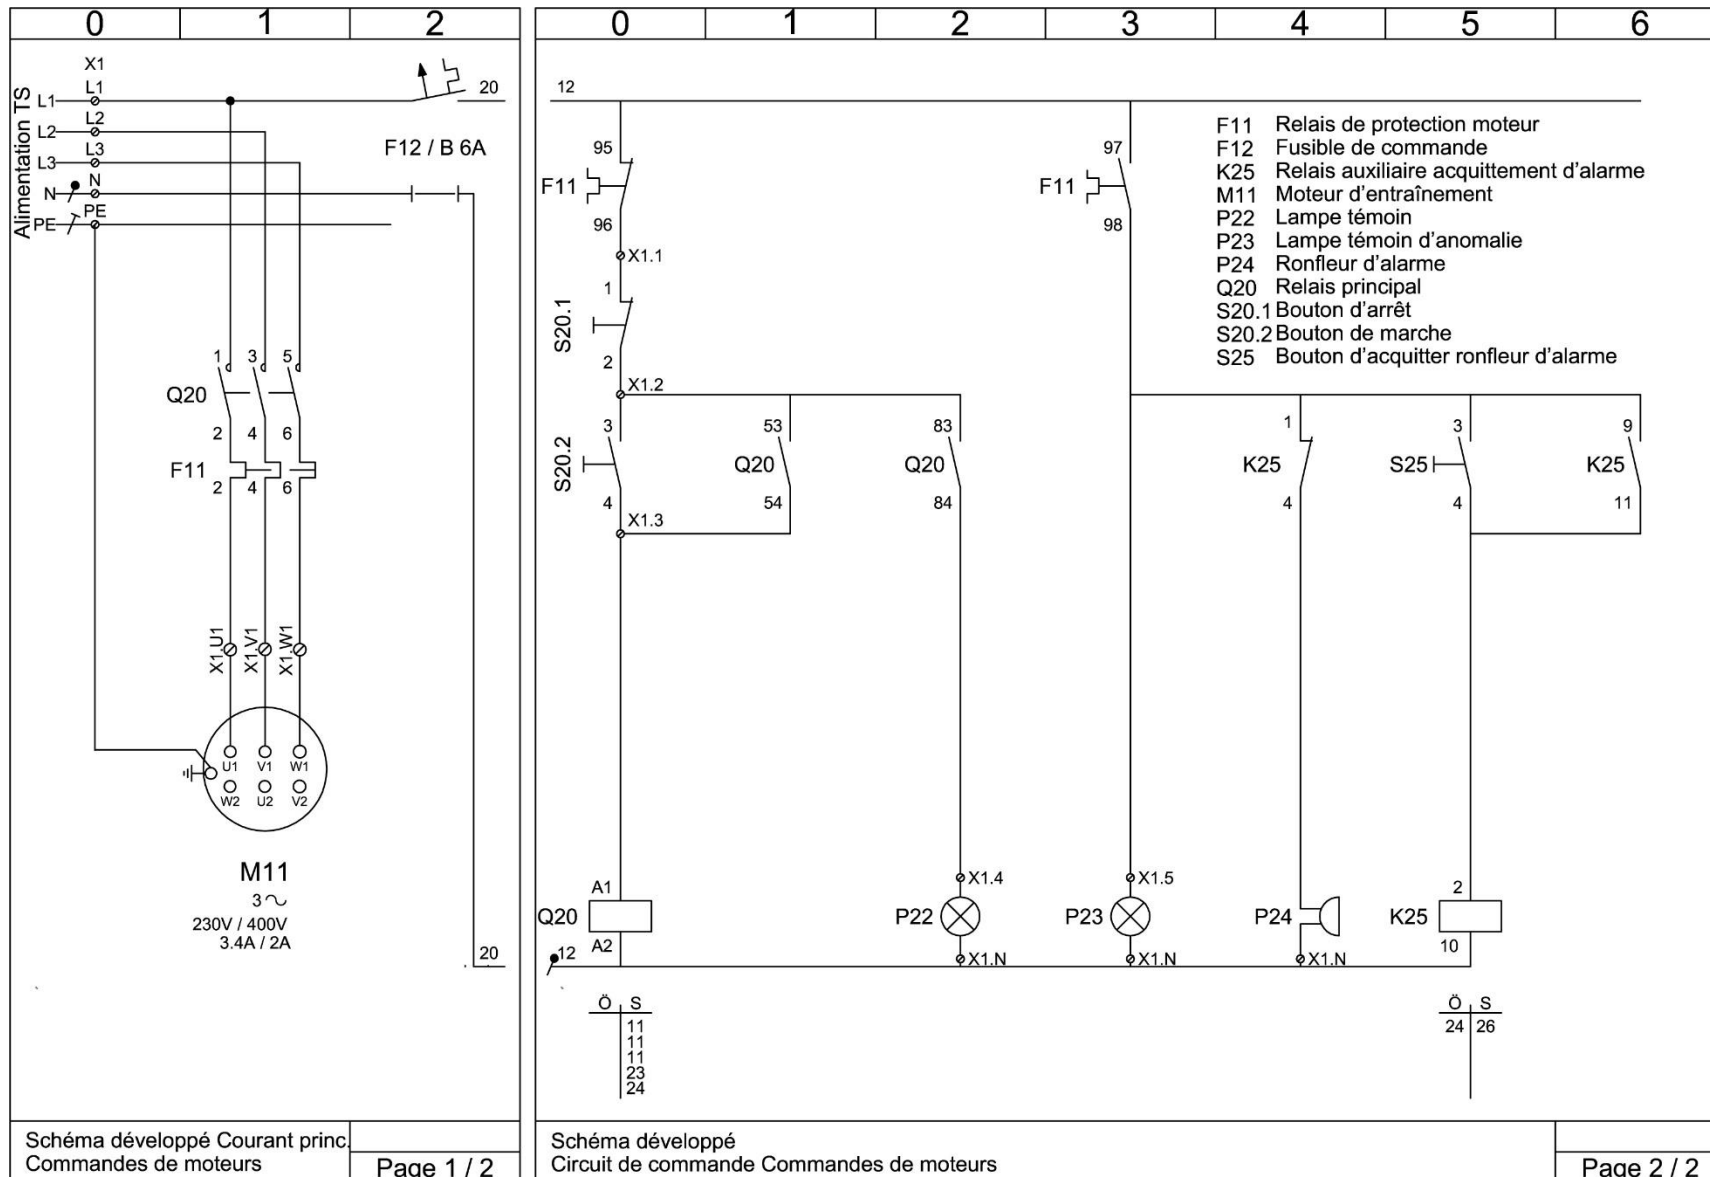 0 1 2
X1
Alimentation TS
L1 L1 20
L2 L2
F12 / B 6A
L3 L3
N N
PE PE
1 3 5
Q20
2 4 6
F11
2 4 6
X1.U1 X1.V1 X1.W1
U1 V1 W1
W2 U2 V2
M11
3
230V / 400V
3.4A / 2A
20
Schéma développé Courant princ.
Commandes de moteurs
Page 1 / 2
0 1 2 3 4 5 6
12
F11 Relais de protection moteur
F12 Fusible de commande
K25 Relais auxiliaire acquittement d'alarme
M11 Moteur d'entraînement
P22 Lampe témoin
P23 Lampe témoin d'anomalie
P24 Ronfleur d'alarme
Q20 Relais principal
S20.1 Bouton d'arrêt
S20.2 Bouton de marche
S25 Bouton d'acquitter ronfleur d'alarme
95 97
F11 F11
96 98
X1.1
1
S20.1
2
X1.2
3 53 83 1 3 9
S20.2 Q20 Q20 K25 S25 K25
4 54 84 4 4 11
X1.3
X1.4 X1.5
A1 2
Q20 P22 P23 P24 K25
A2 10
12 X1.N X1.N X1.N
Ö S Ö S
11 24 26
11
11
23
24
Schéma développé
Circuit de commande Commandes de moteurs
Page 2 / 2